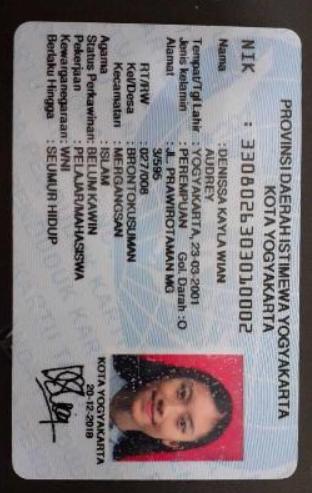 PROVINSI DAERAH ISTIMEWA YOGYAKARTA
KOTA YOGYAKARTA
NIK : 3308026303010002
Nama : DENISSA KAYLA WIAN
AUDREY
Tempat/Tgl Lahir : YOGYAKARTA, 23-03-2001
Jenis kelamin : PEREMPUAN Gol. Darah :O
Alamat : JL. PRAWIROTAMAN MG
3/595
RT/RW : 027/008
Kel/Desa : BRONTOKUSUMAN
Kecamatan : MERGANGSAN
Agama : ISLAM
Status Perkawinan: BELUM KAWIN
Pekerjaan : PELAJAR/MAHASISWA
Kewarganegaraan: WNI
Berlaku Hingga : SEUMUR HIDUP
KOTA YOGYAKARTA
20-12-2018